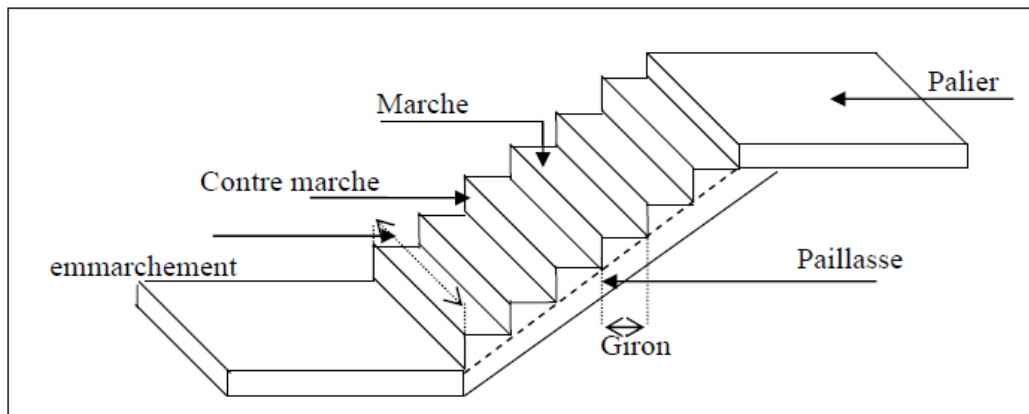 Palier
Marche
Contre marche
emmarchement
Paillasse
Giron